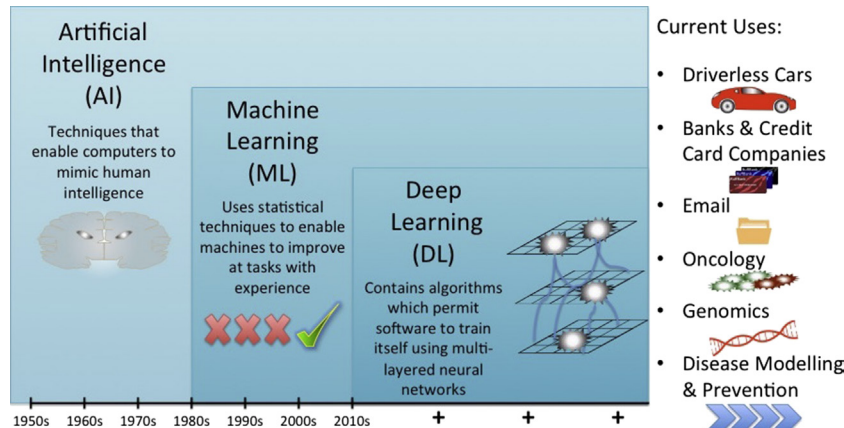 Artificial
Intelligence
(AI)
Techniques that
enable computers to
mimic human
intelligence
Machine
Learning
(ML)
Uses statistical
techniques to enable
machines to improve
at tasks with
experience
Deep
Learning
(DL)
Contains algorithms
which permit
software to train
itself using multi-
layered neural
networks
1950s 1960s 1970s 1980s 1990s 2000s 2010s + + +
Current Uses:
• Driverless Cars
• Banks & Credit
Card Companies
• Email
• Oncology
• Genomics
• Disease Modelling
& Prevention